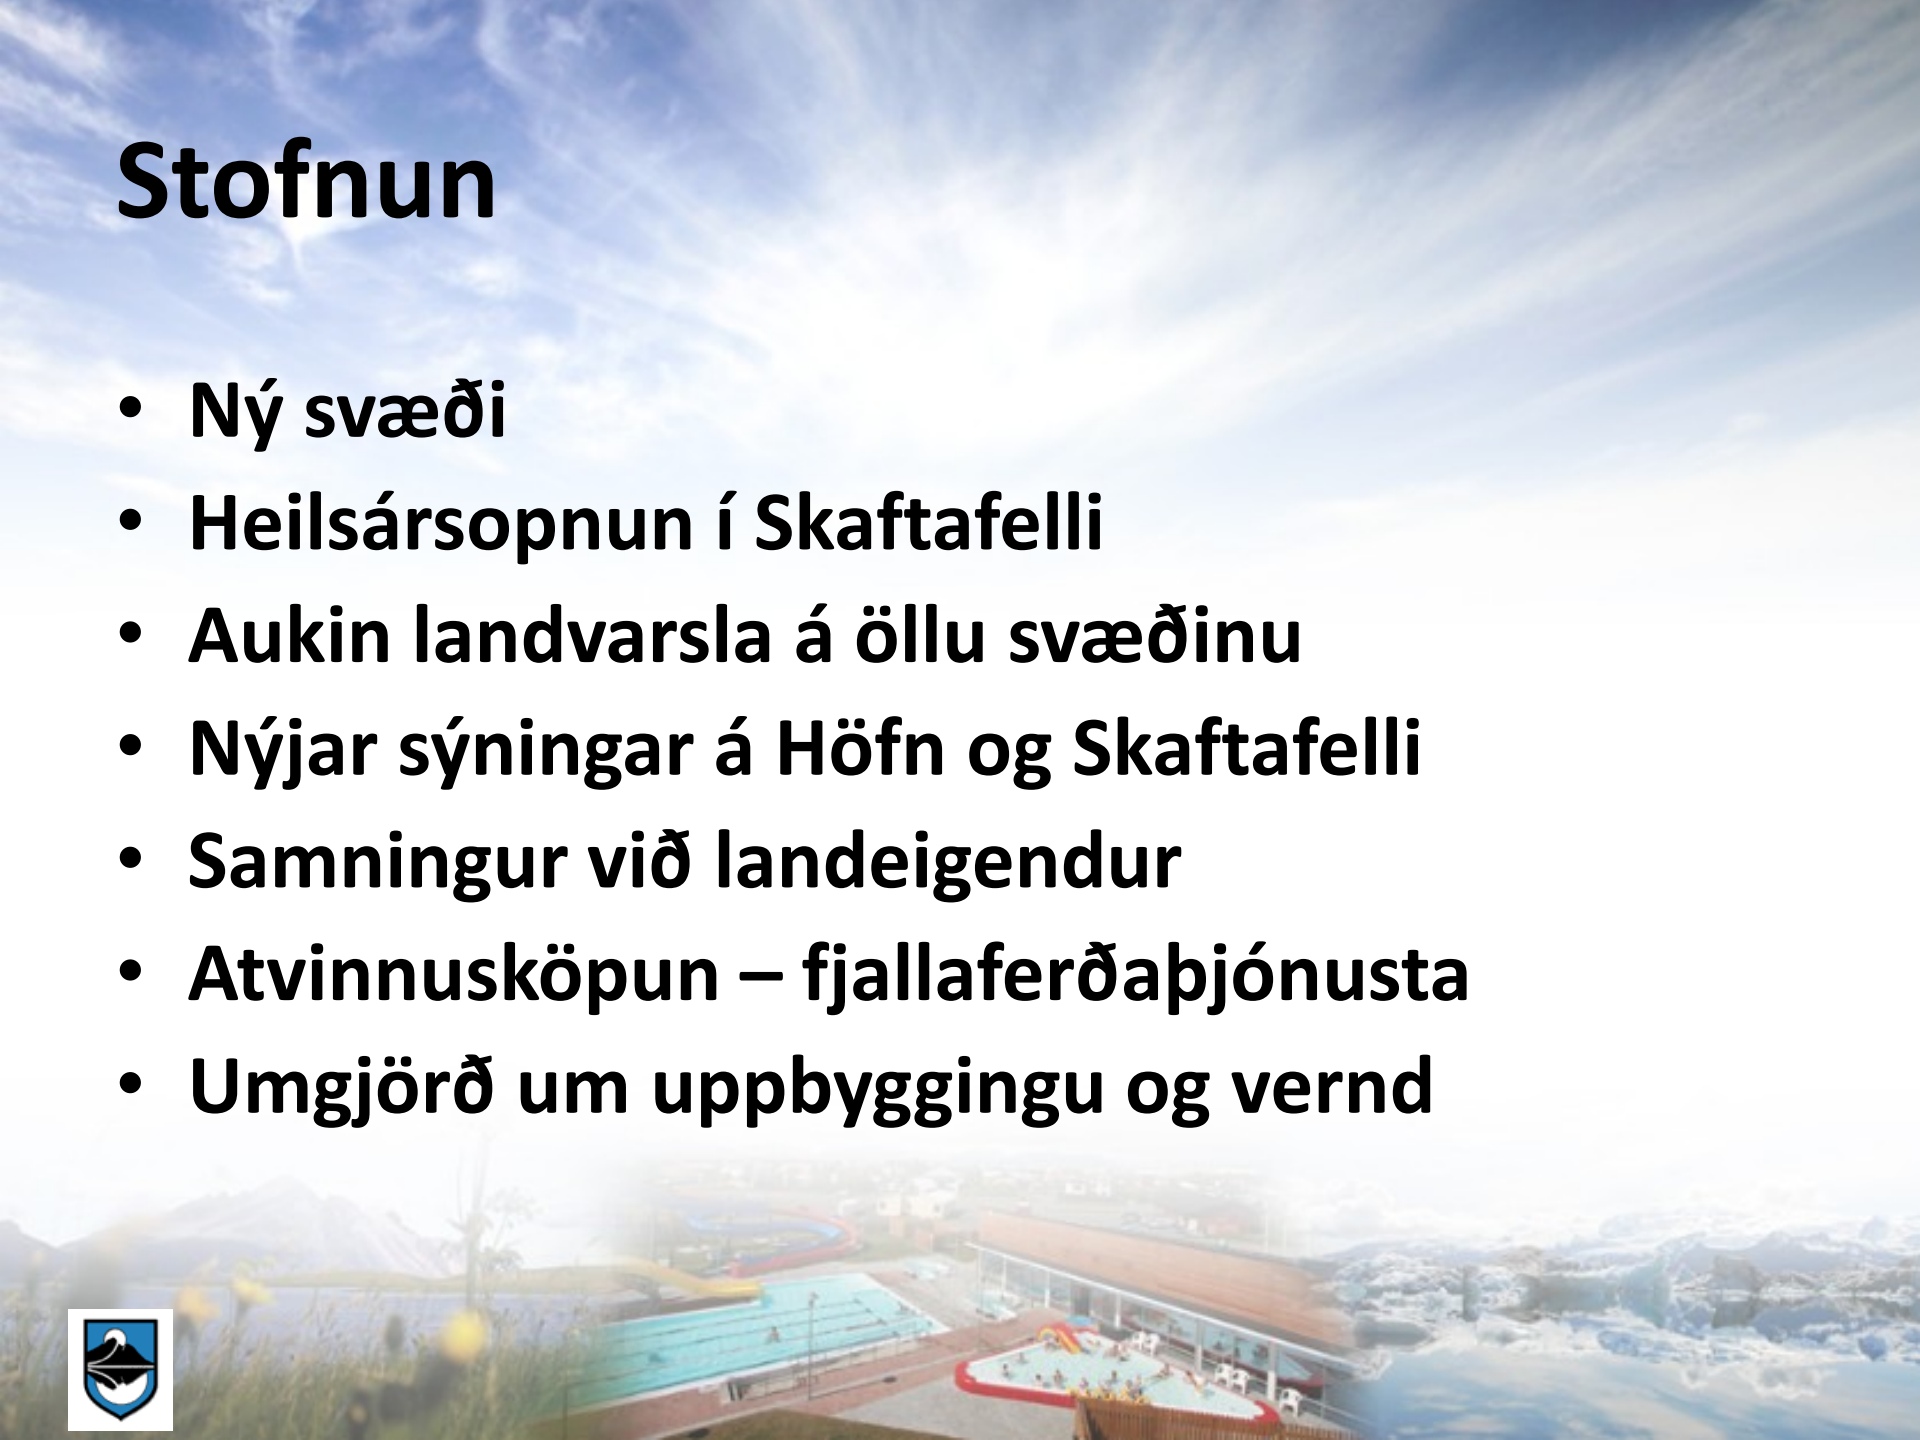 Stofnun
• Ný svæði
• Heilsársopnun í Skaftafelli
• Aukin landvarsla á öllu svæðinu
• Nýjar sýningar á Höfn og Skaftafelli
• Samningur við landeigendur
• Atvinnusköpun – fjallaferðaþjónusta
• Umgjörð um uppbyggingu og vernd